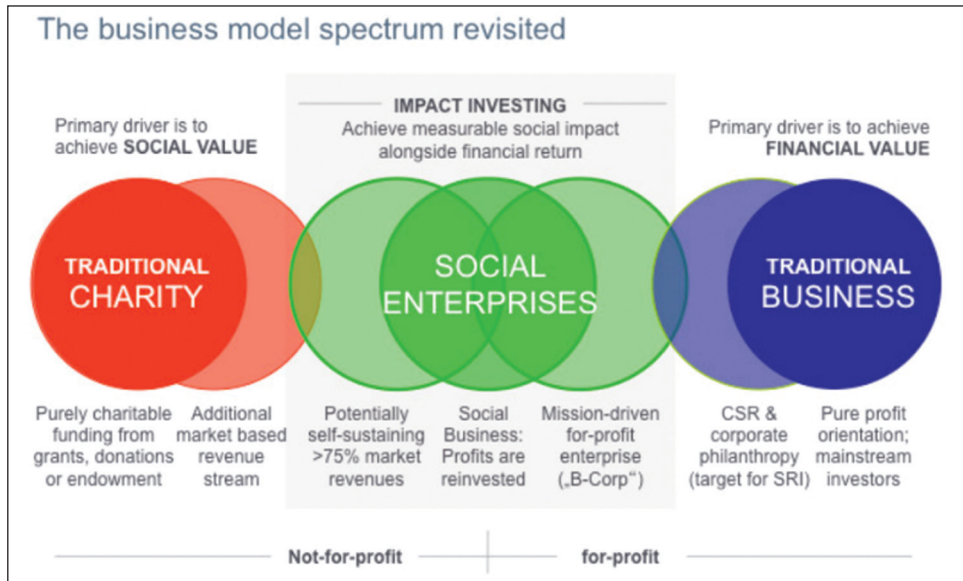 The business model spectrum revisited
IMPACT INVESTING
Achieve measurable social impact
alongside financial return
Primary driver is to
achieve SOCIAL VALUE
Primary driver is to achieve
FINANCIAL VALUE
TRADITIONAL
CHARITY
SOCIAL
ENTERPRISES
TRADITIONAL
BUSINESS
Purely charitable
funding from
grants, donations
or endowment
Additional
market based
revenue
stream
Potentially
self-sustaining
>75% market
revenues
Social
Business:
Profits are
reinvested
Mission-driven
for-profit
enterprise
(„B-Corp“)
CSR &
corporate
philanthropy
(target for SRI)
Pure profit
orientation;
mainstream
investors
Not-for-profit
for-profit